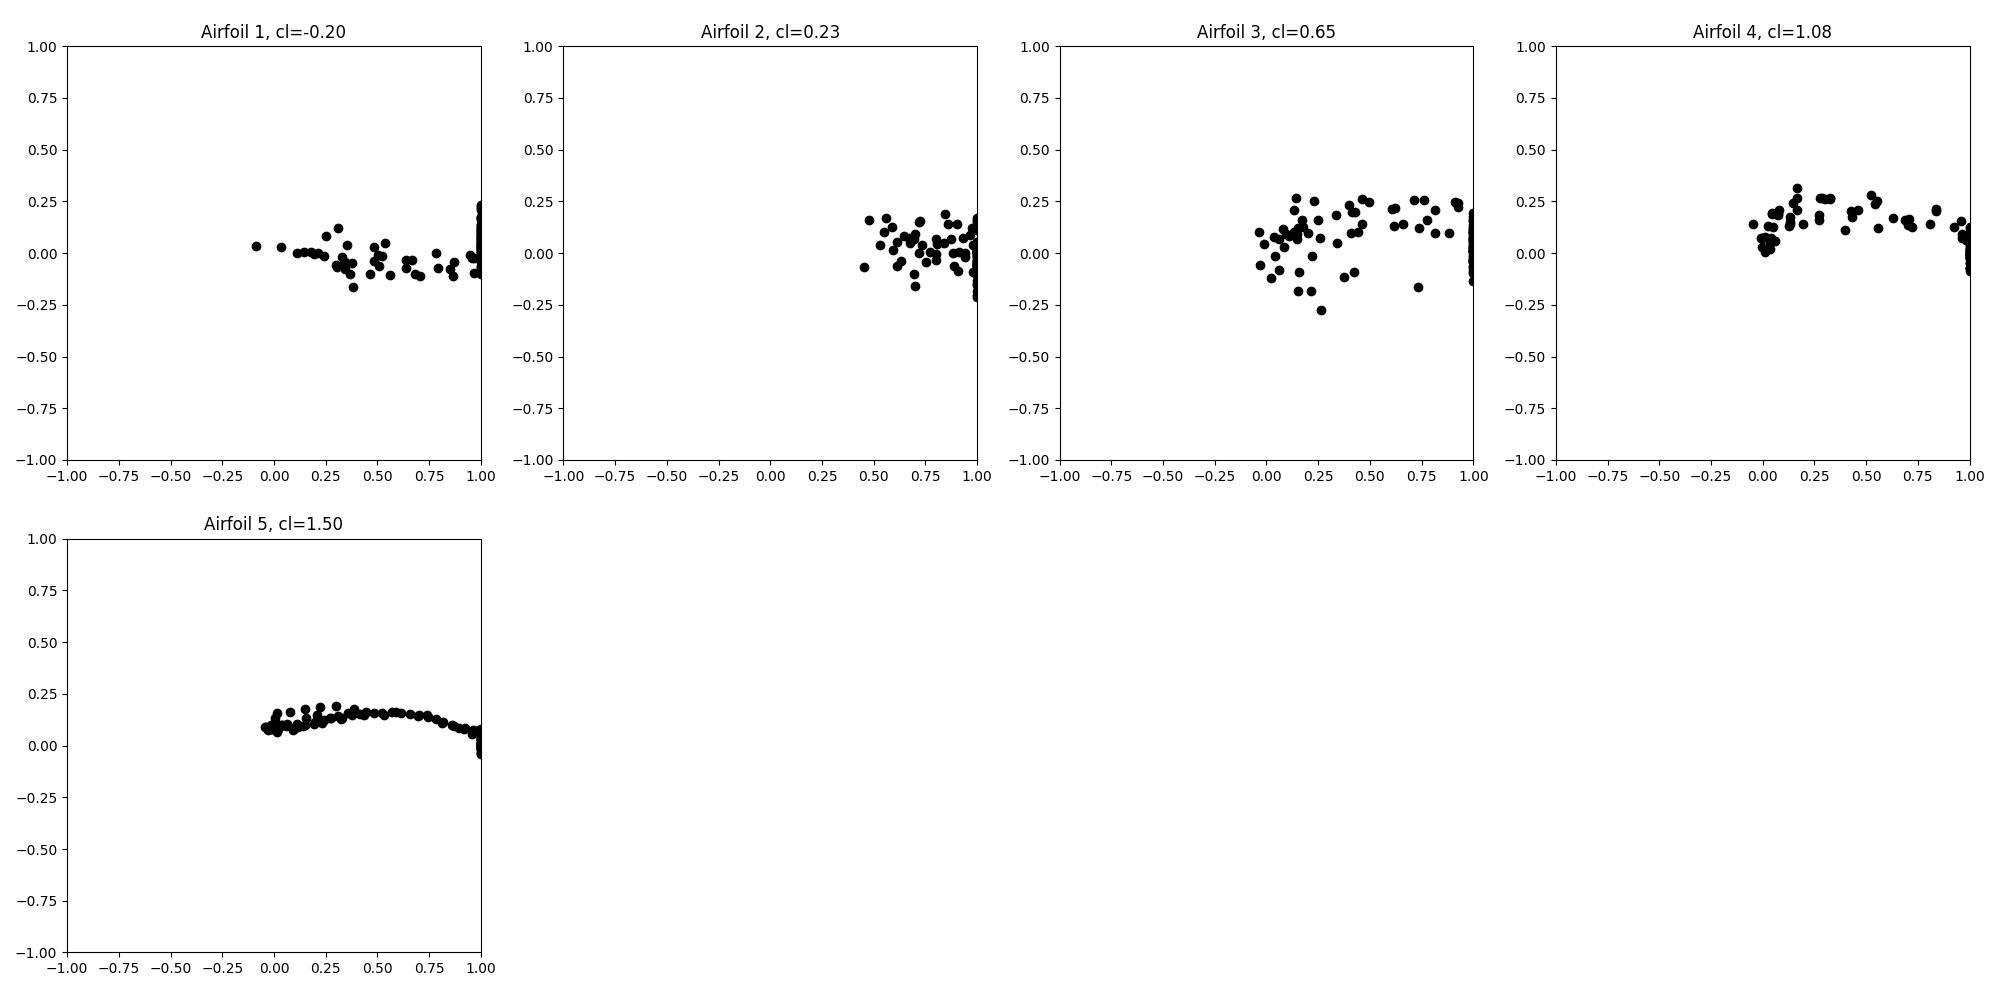 Airfoil 1, cl=-0.20
Airfoil 2, cl=0.23
Airfoil 3, cl=0.65
Airfoil 4, cl=1.08
1.00 1.00 1.00 1.00
0.75 0.75 0.75 0.75
0.50 0.50 0.50 0.50
0.25 0.25 0.25 0.25
0.00 0.00 0.00 0.00
−0.25 −0.25 −0.25 −0.25
−0.50 −0.50 −0.50 −0.50
−0.75 −0.75 −0.75 −0.75
−1.00 −1.00 −1.00 −1.00
−1.00 −0.75 −0.50 −0.25 0.00 0.25 0.50 0.75 1.00
−1.00 −0.75 −0.50 −0.25 0.00 0.25 0.50 0.75 1.00
−1.00 −0.75 −0.50 −0.25 0.00 0.25 0.50 0.75 1.00
−1.00 −0.75 −0.50 −0.25 0.00 0.25 0.50 0.75 1.00
Airfoil 5, cl=1.50
1.00
0.75
0.50
0.25
0.00
−0.25
−0.50
−0.75
−1.00
−1.00 −0.75 −0.50 −0.25 0.00 0.25 0.50 0.75 1.00